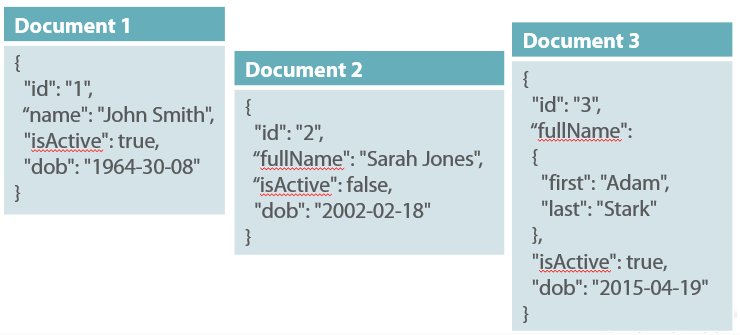 Document 1
{
"id": "1",
“name": "John Smith",
"isActive": true,
"dob": "1964-30-08"
}
Document 2
{
"id": "2",
“fullName": "Sarah Jones",
“isActive": false,
"dob": "2002-02-18"
}
Document 3
{
"id": "3",
“fullName":
{
"first": "Adam",
"last": "Stark"
},
"isActive": true,
"dob": "2015-04-19"
}